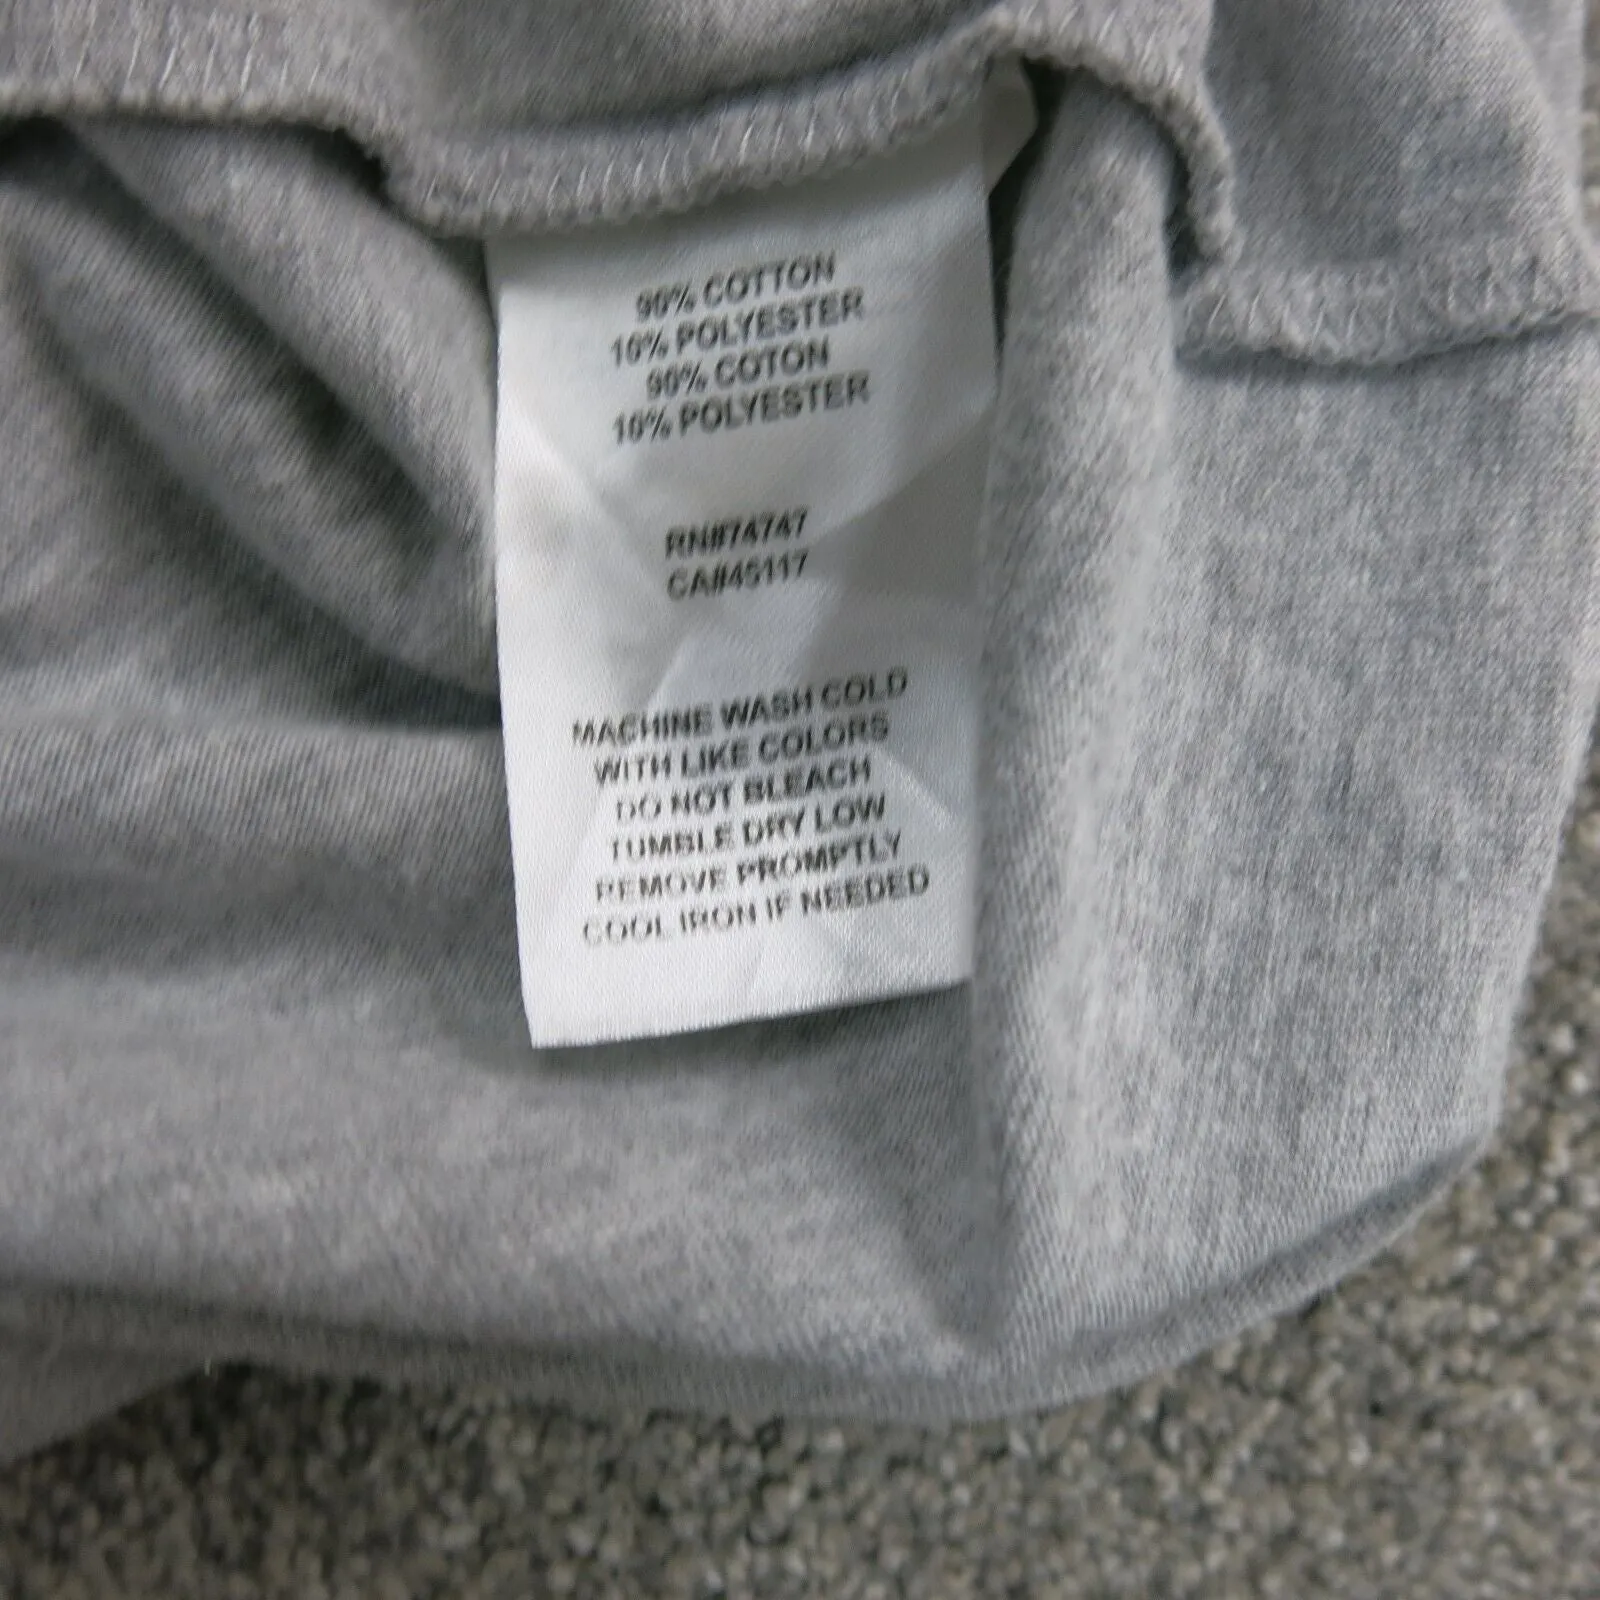 90% COTTON
10% POLYESTER
90% COTON
10% POLYESTER
RN#74747
CA#45117
MACHINE WASH COLD
WITH LIKE COLORS
DO NOT BLEACH
TUMBLE DRY LOW
REMOVE PROMPTLY
COOL IRON IF NEEDED